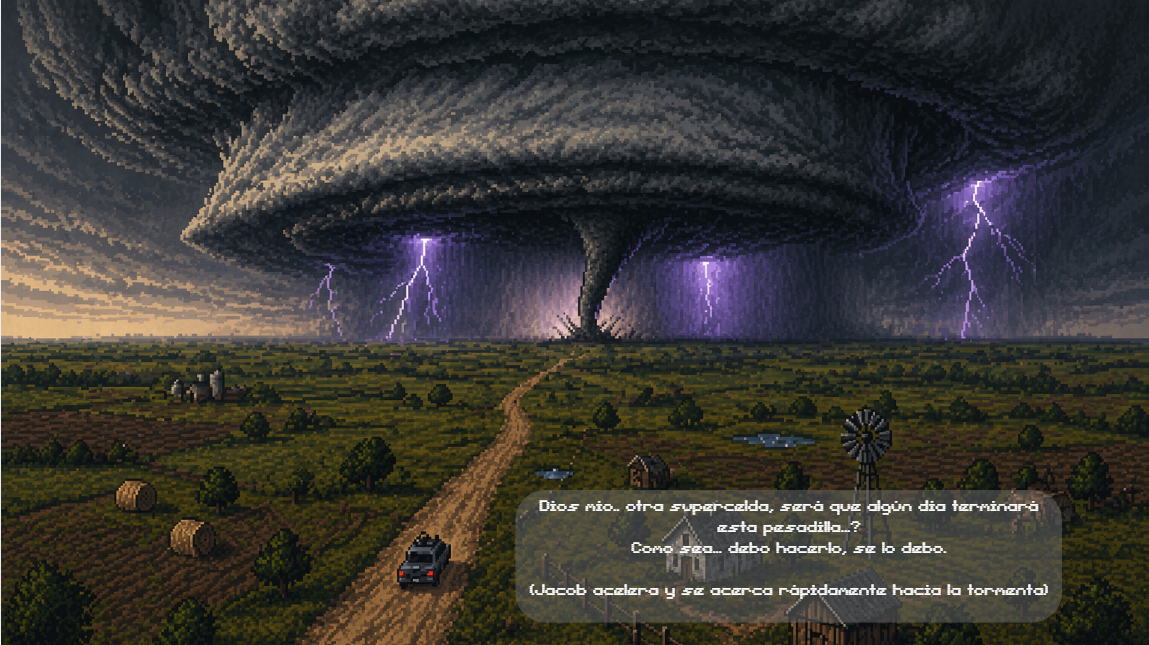 Dios mio.. otra supercelda, será que algún dia terminará
esta pesadilla...?
Como sea... debo hacerlo, se lo debo.
(Jacob acelera y se acerca rápidamente hacia la tormenta)